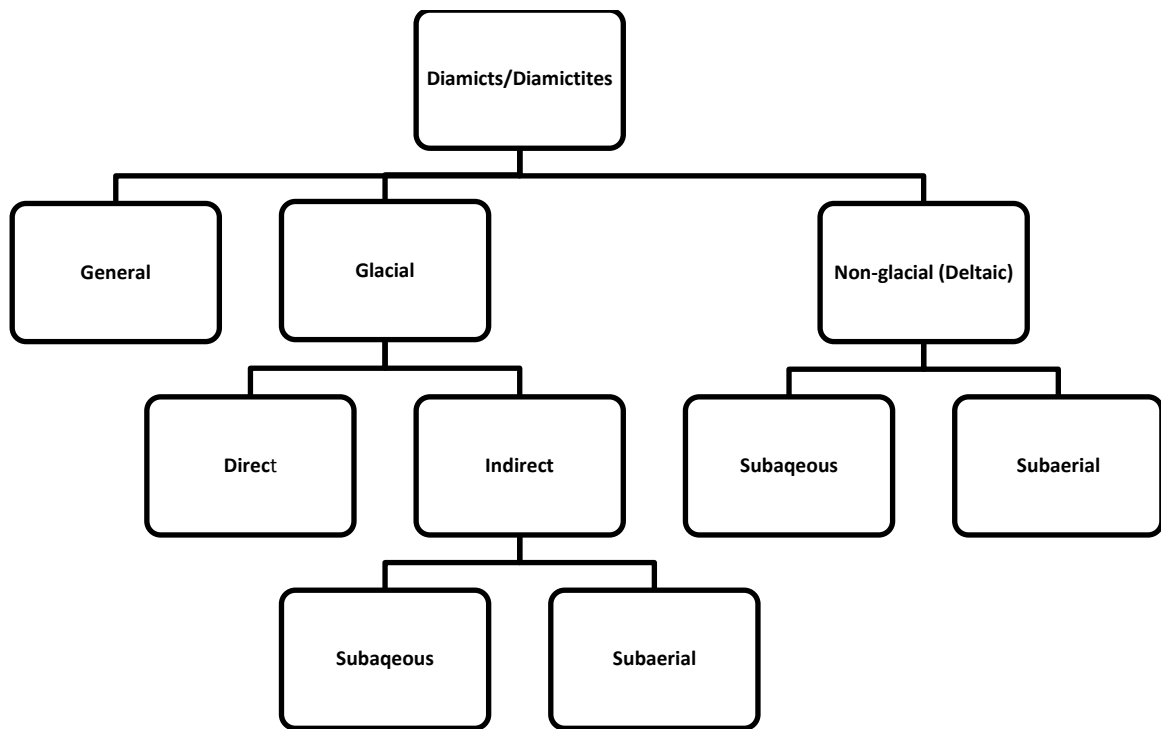 Diamicts/Diamictites
General
Glacial
Non-glacial (Deltaic)
Direct
Indirect
Subaqeous
Subaerial
Subaqeous
Subaerial